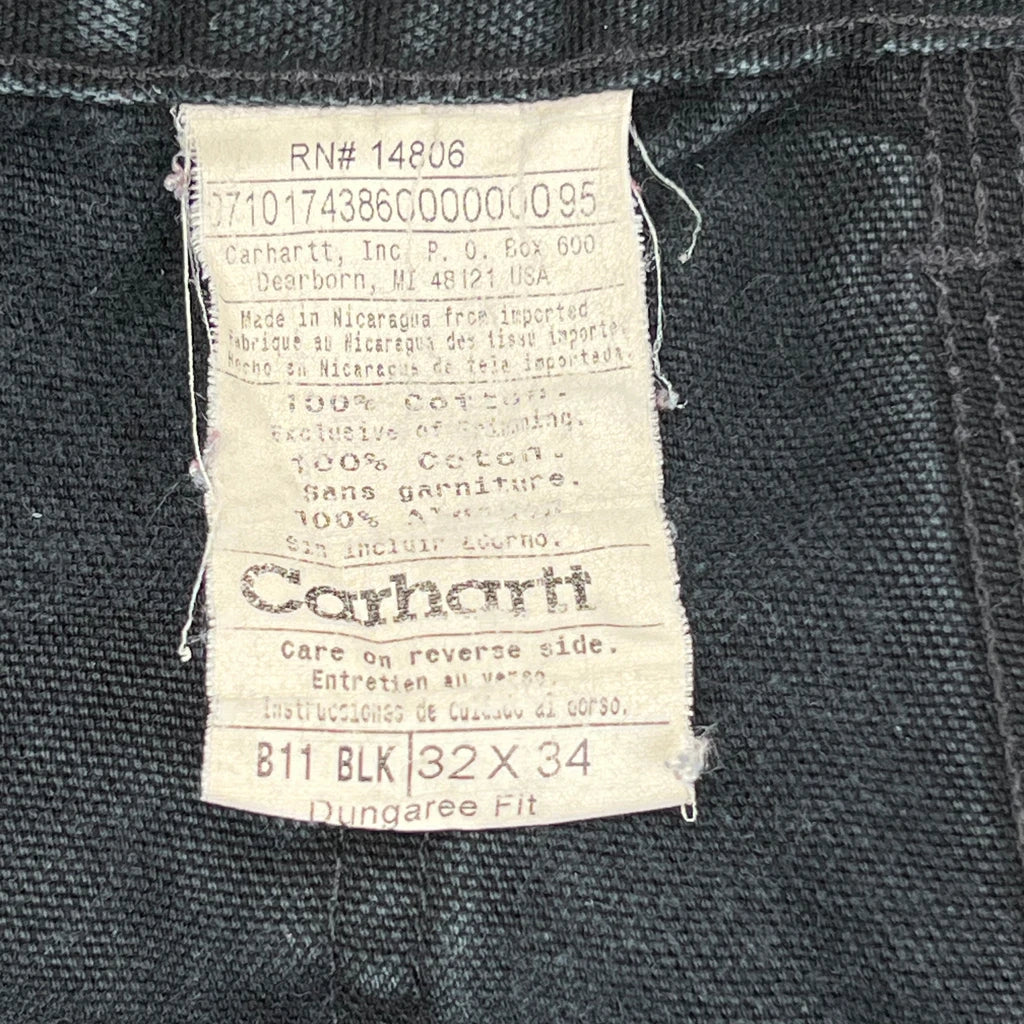 RN# 14806
07101743860000000095
Carhartt, Inc P. O. Box 600
Dearborn, MI 48121 USA
Made in Nicaragua from imported
Fabrique au Nicaragua des tissu importe
Hecho en Nicaragua de tela importada.
100% Cotton.
Exclusive of Trimming.
100% Coton.
Sans garniture.
100%
Sin incluir
Carhartt
Care on reverse side.
Entretien au verso.
Instrucciones de Cuidado al dorso.
B11 BLK 32 X 34
Dungaree Fit